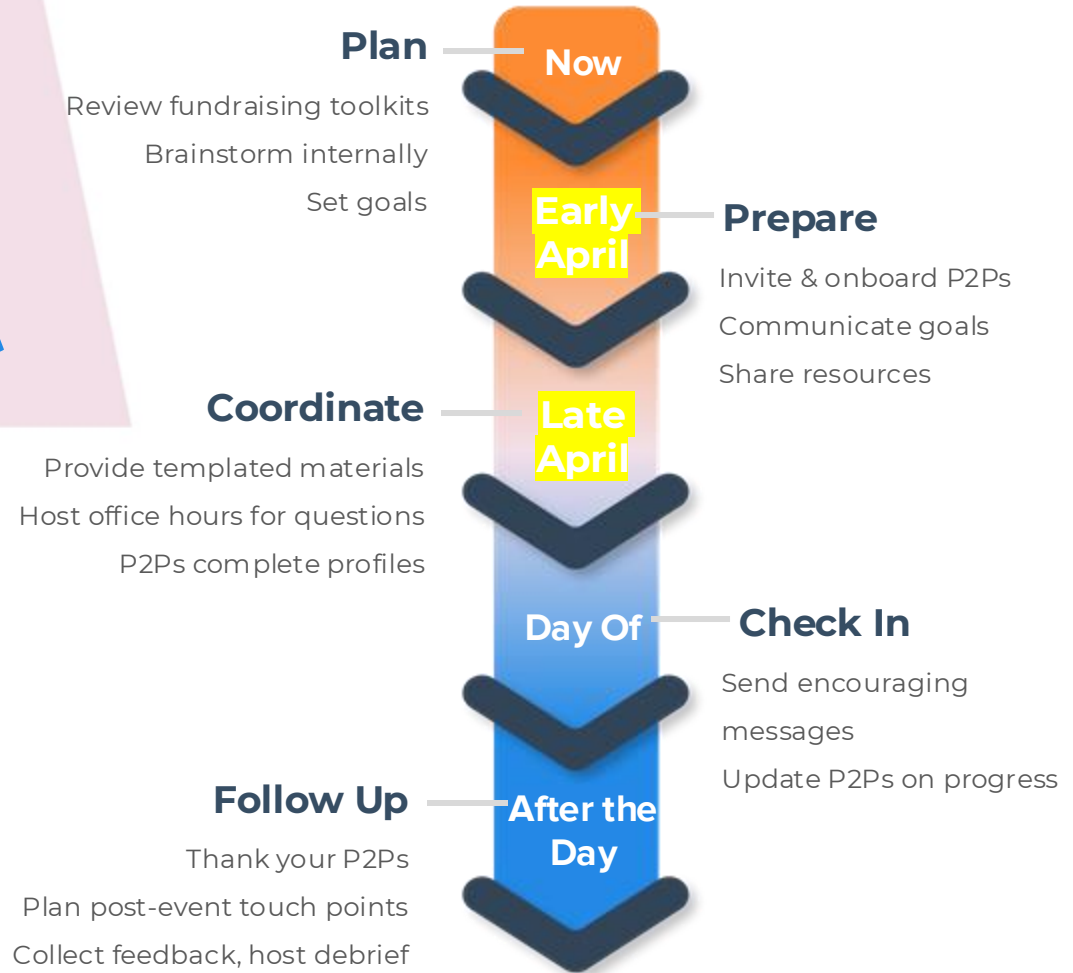 Plan
Now
Review fundraising toolkits
Brainstorm internally
Set goals
Early
April
Prepare
Invite & onboard P2Ps
Communicate goals
Share resources
Coordinate
Late
April
Provide templated materials
Host office hours for questions
P2Ps complete profiles
Day Of
Check In
Send encouraging
messages
Update P2Ps on progress
Follow Up
After the
Day
Thank your P2Ps
Plan post-event touch points
Collect feedback, host debrief